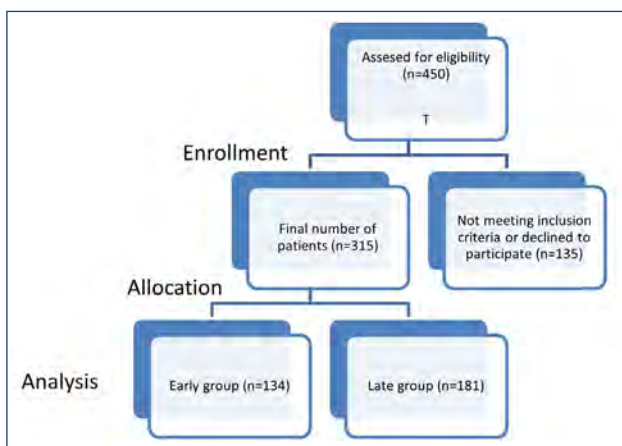 Assesed for eligibility
(n=450)
T
Enrollment
Final number of
patients (n=315)
Not meeting inclusion
criteria or declined to
participate (n=135)
Allocation
Analysis
Early group (n=134)
Late group (n=181)